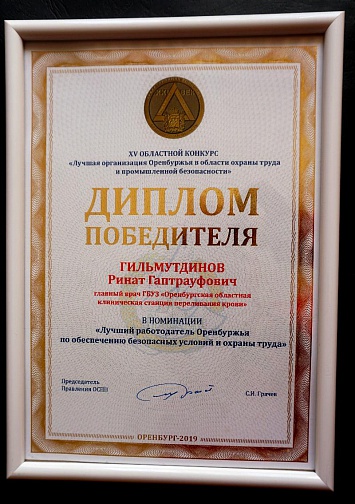 XV ОБЛАСТНОЙ КОНКУРС
«Лучшая организация Оренбуржья в области охраны труда
и промышленной безопасности»
ДИПЛОМ
ПОБЕДИТЕЛЯ
ГИЛЬМУТДИНОВ
Ринат Гаптрауфович
главный врач ГБУЗ «Оренбургская областная
клиническая станция переливания крови»
В НОМИНАЦИИ
«Лучший работодатель Оренбуржья
по обеспечению безопасных условий и охраны труда»
Председатель
Правления ОСПП
С.И. Грачев
ОРЕНБУРГ-2019